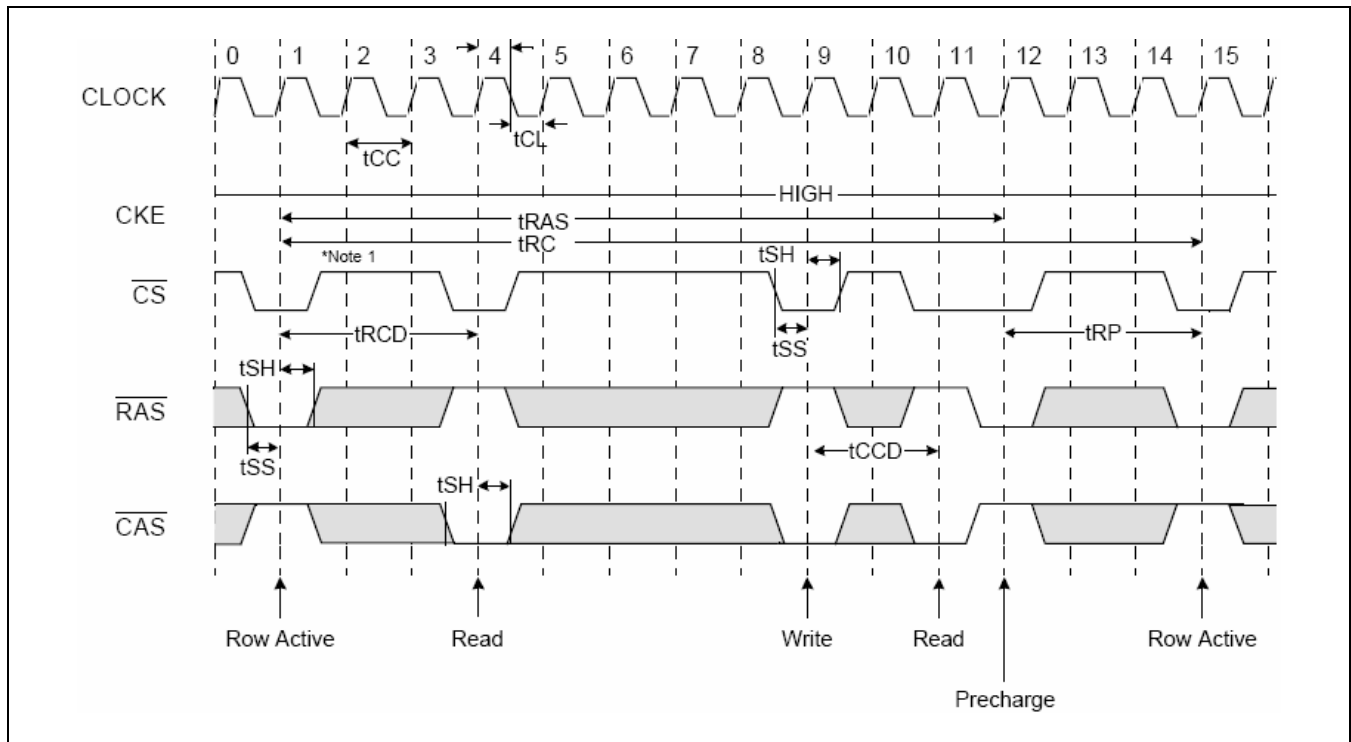 0 1 2 3 4 5 6 7 8 9 10 11 12 13 14 15
CLOCK
tCL
tCC
HIGH
CKE
tRAS
tRC
*Note 1
tSH
CS
tRCD
tSS
tRP
tSH
RAS
tSS
tCCD
tSH
CAS
Row Active Read Write Read Row Active
Precharge